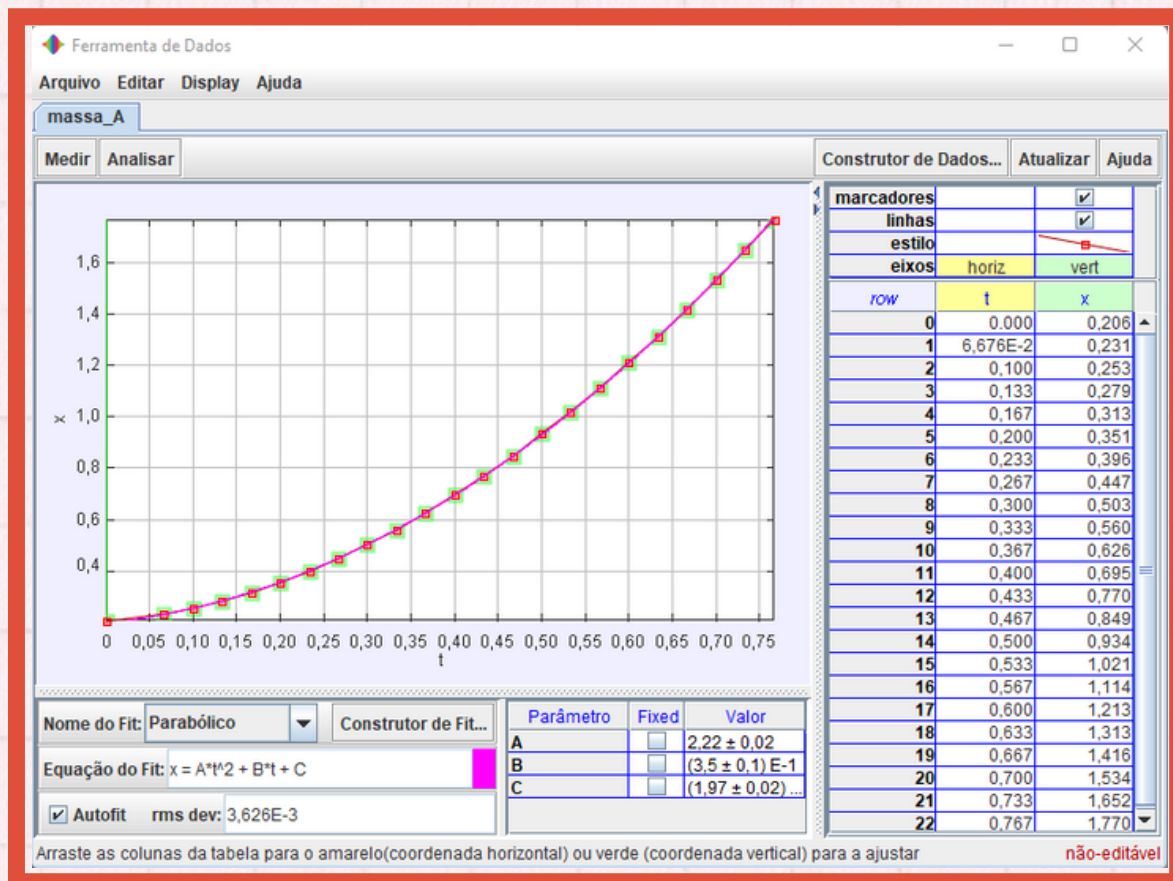 Ferramenta de Dados
Arquivo Editar Display Ajuda
massa_A
Medir Analisar Construtor de Dados... Atualizar Ajuda
marcadores
linhas
estilo
eixos horiz vert
row t x
0 0.000 0,206
1 6,676E-2 0,231
2 0,100 0,253
3 0,133 0,279
4 0,167 0,313
5 0,200 0,351
6 0,233 0,396
7 0,267 0,447
8 0,300 0,503
9 0,333 0,560
10 0,367 0,626
11 0,400 0,695
12 0,433 0,770
13 0,467 0,849
14 0,500 0,934
15 0,533 1,021
16 0,567 1,114
17 0,600 1,213
18 0,633 1,313
19 0,667 1,416
20 0,700 1,534
21 0,733 1,652
22 0,767 1,770
1,6
1,4
1,2
x 1,0
0,8
0,6
0,4
0 0,05 0,10 0,15 0,20 0,25 0,30 0,35 0,40 0,45 0,50 0,55 0,60 0,65 0,70 0,75
t
Nome do Fit: Parabólico Construtor de Fit...
Equação do Fit: x = A*t^2 + B*t + C
Autofit rms dev: 3,626E-3
Parâmetro Fixed Valor
A 2,22 ± 0,02
B (3,5 ± 0,1) E-1
C (1,97 ± 0,02) ...
Arraste as colunas da tabela para o amarelo(coordenada horizontal) ou verde (coordenada vertical) para a ajustar não-editável